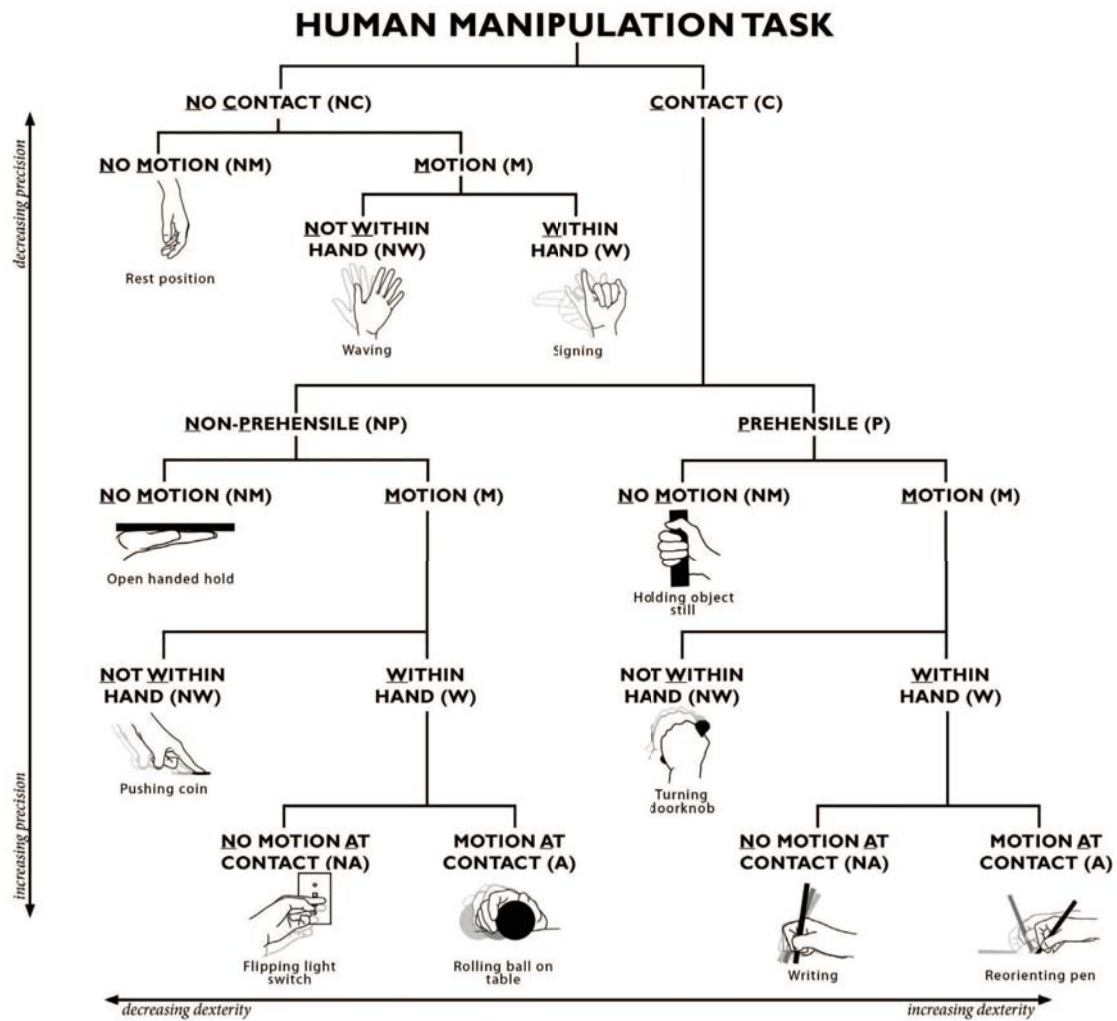 HUMAN MANIPULATION TASK
NO CONTACT (NC)
CONTACT (C)
NO MOTION (NM)
MOTION (M)
Rest position
NOT WITHIN
HAND (NW)
WITHIN
HAND (W)
Waving
Signing
NON-PREHENSILE (NP)
PREHENSILE (P)
NO MOTION (NM)
MOTION (M)
NO MOTION (NM)
MOTION (M)
Open handed hold
Holding object
still
NOT WITHIN
HAND (NW)
WITHIN
HAND (W)
NOT WITHIN
HAND (NW)
WITHIN
HAND (W)
Pushing coin
Turning
doorknob
NO MOTION AT
CONTACT (NA)
MOTION AT
CONTACT (A)
NO MOTION AT
CONTACT (NA)
MOTION AT
CONTACT (A)
Flipping light
switch
Rolling ball on
table
Writing
Reorienting pen
decreasing precision
increasing precision
decreasing dexterity
increasing dexterity